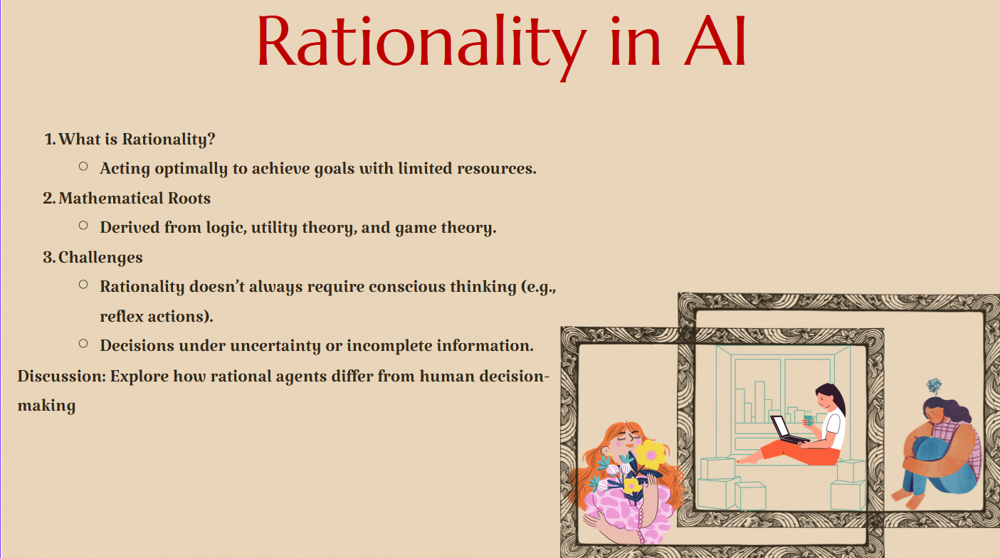 Rationality in AI
1. What is Rationality?
○ Acting optimally to achieve goals with limited resources.
2. Mathematical Roots
○ Derived from logic, utility theory, and game theory.
3. Challenges
○ Rationality doesn’t always require conscious thinking (e.g.,
reflex actions).
○ Decisions under uncertainty or incomplete information.
Discussion: Explore how rational agents differ from human decision-
making